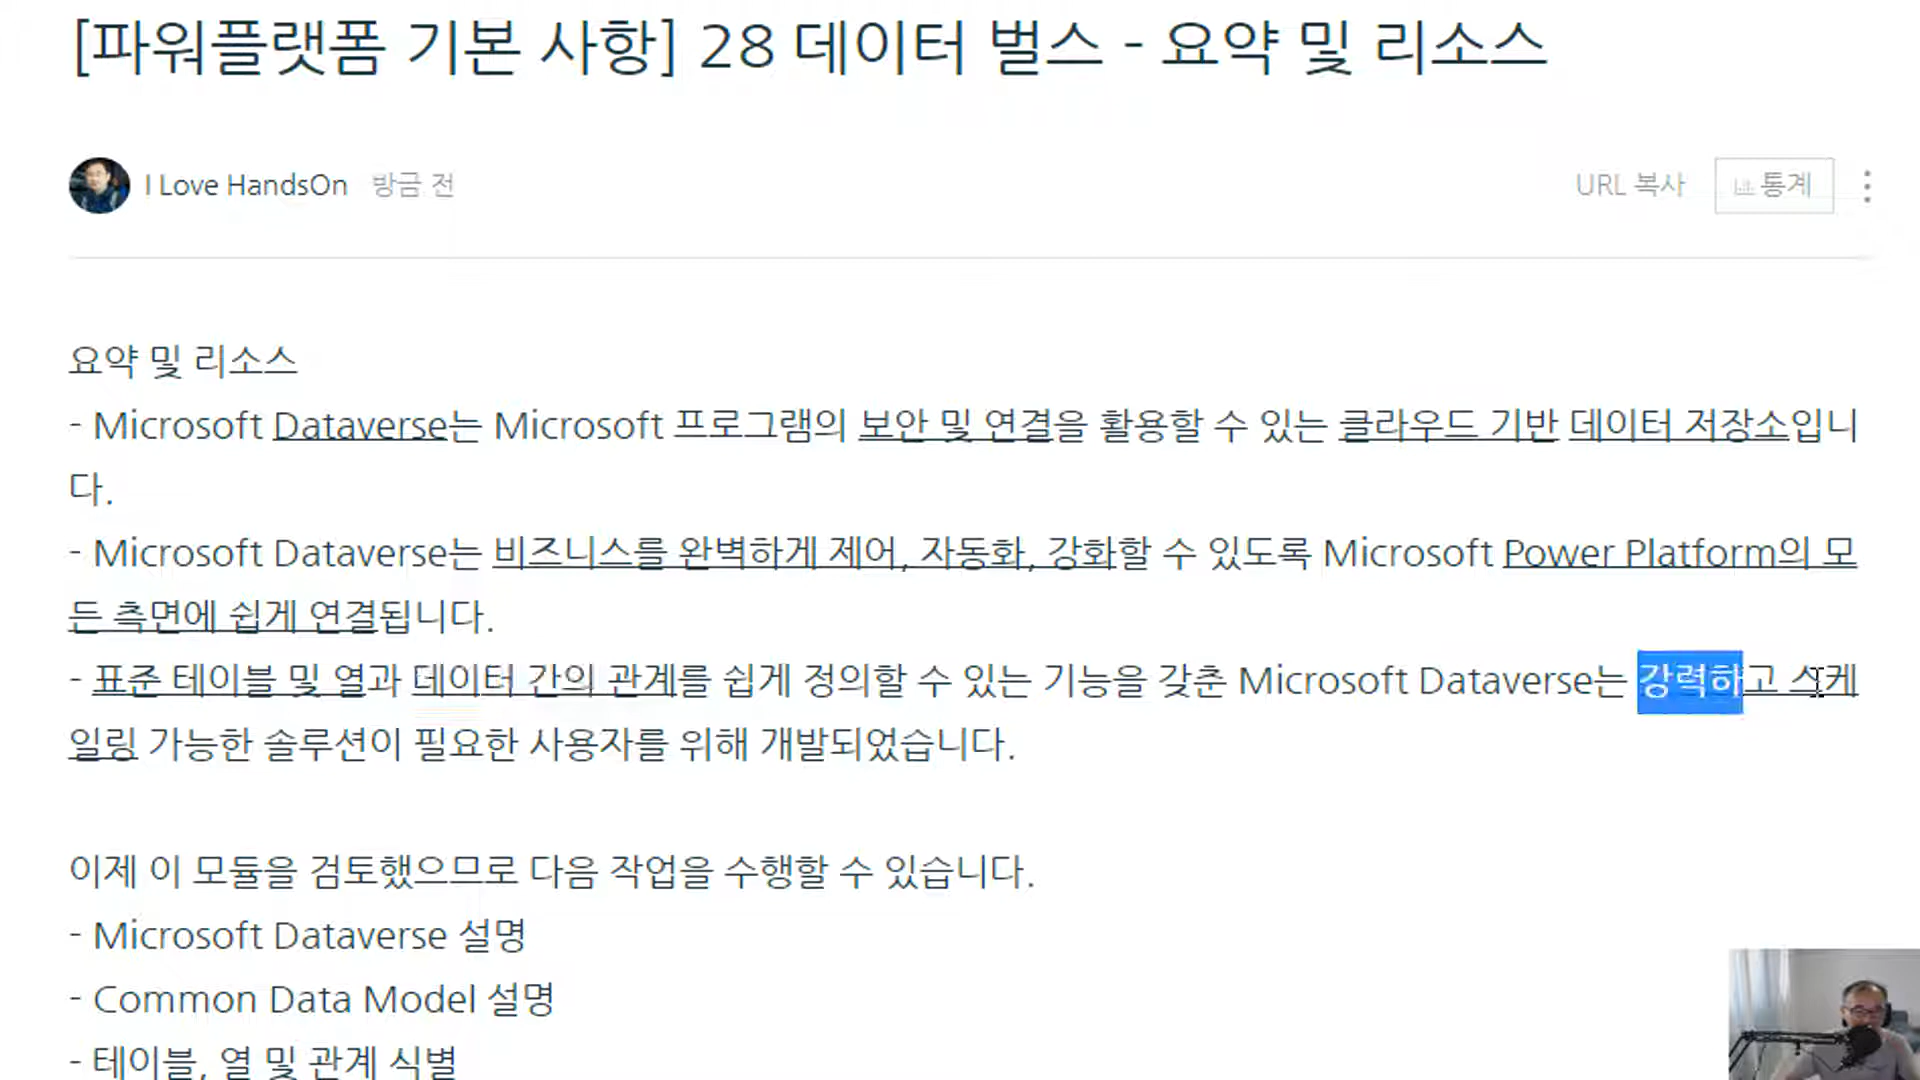 [파워플랫폼 기본 사항] 28 데이터 벌스 - 요약 및 리소스
I Love HandsOn 방금 전
URL 복사 통계
요약 및 리소스
- Microsoft Dataverse는 Microsoft 프로그램의 보안 및 연결을 활용할 수 있는 클라우드 기반 데이터 저장소입니
다.
- Microsoft Dataverse는 비즈니스를 완벽하게 제어, 자동화, 강화할 수 있도록 Microsoft Power Platform의 모
든 측면에 쉽게 연결됩니다.
- 표준 테이블 및 열과 데이터 간의 관계를 쉽게 정의할 수 있는 기능을 갖춘 Microsoft Dataverse는 강력하고 스케
일링 가능한 솔루션이 필요한 사용자를 위해 개발되었습니다.
이제 이 모듈을 검토했으므로 다음 작업을 수행할 수 있습니다.
- Microsoft Dataverse 설명
- Common Data Model 설명
- 테이블, 열 및 관계 식별